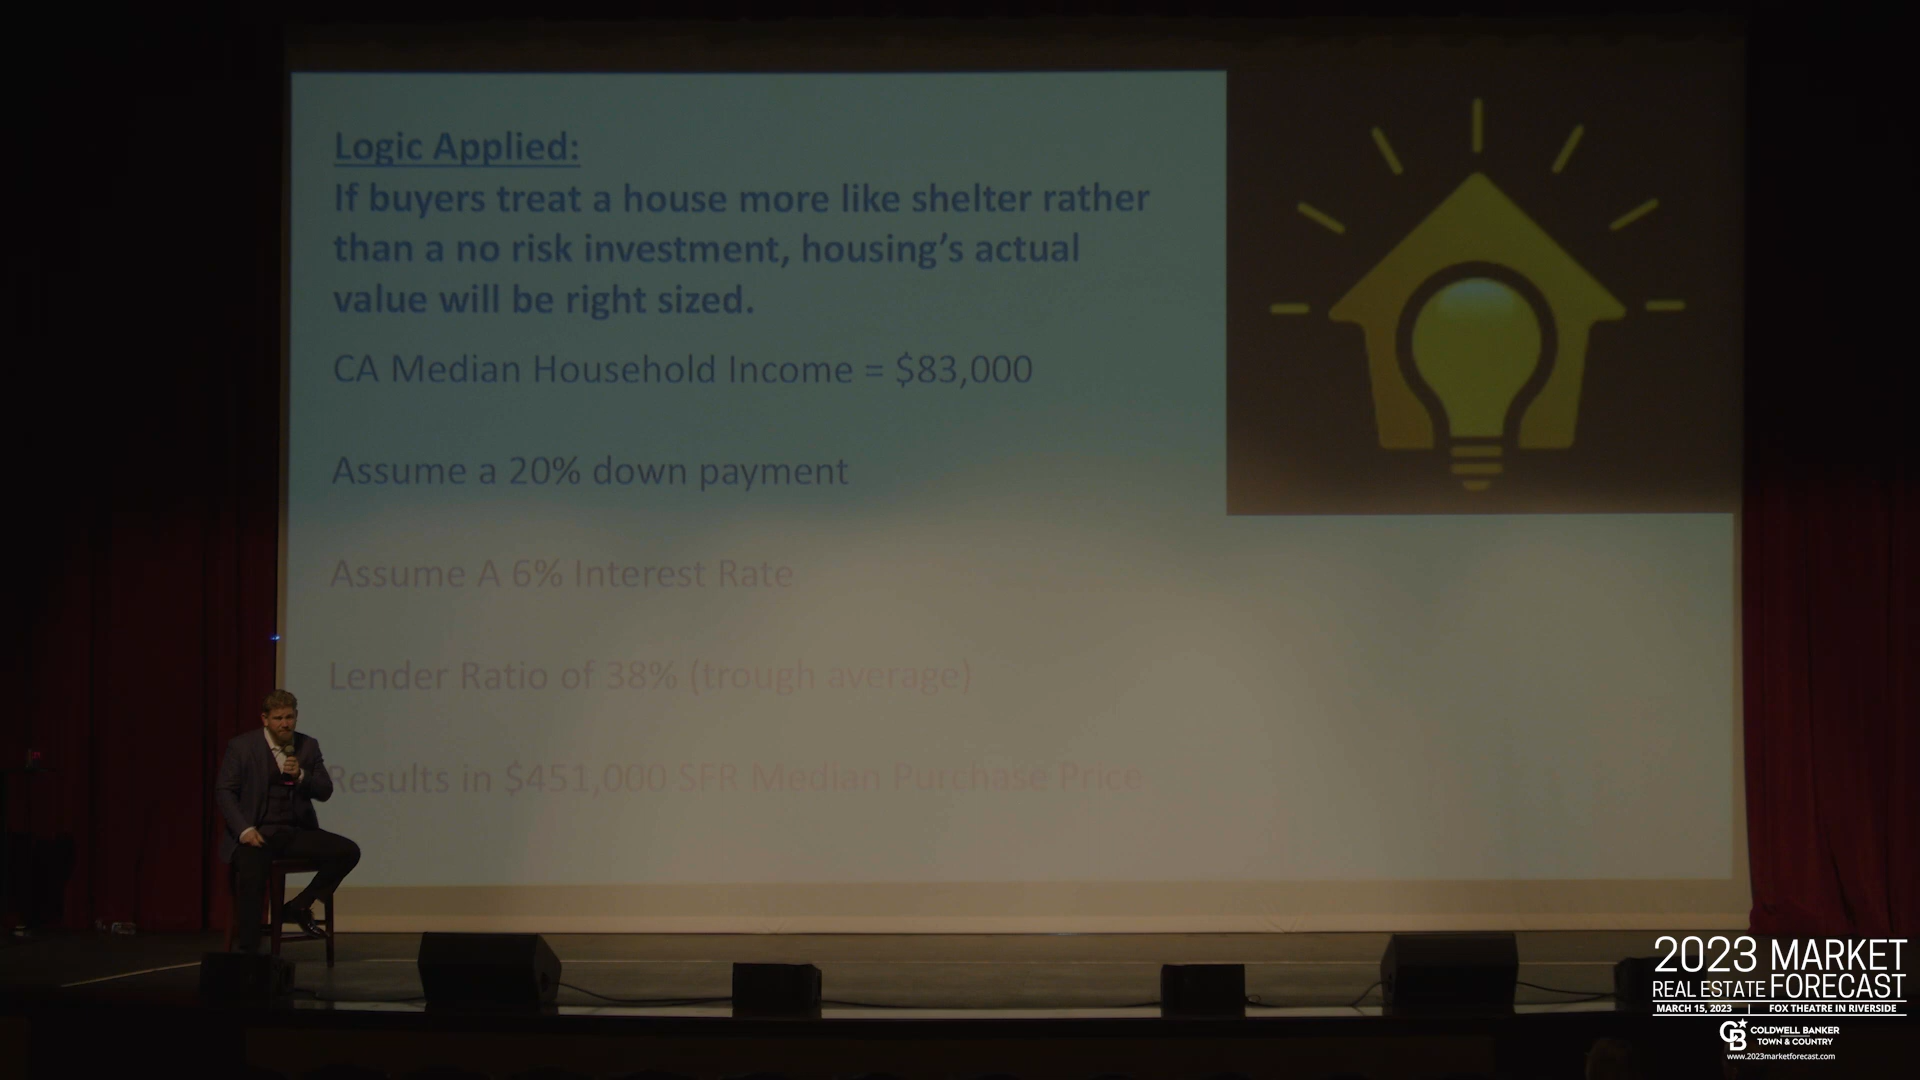 Logic Applied:
If buyers treat a house more like shelter rather
than a no risk investment, housing's actual
value will be right sized.
CA Median Household Income = $83,000
Assume a 20% down payment
Assume A 6% Interest Rate
Lender Ratio of 38% (trough average)
Results in $451,000 SFR Median Purchase Price
2023 MARKET
REAL ESTATE FORECAST
MARCH 15, 2023 | FOX THEATRE IN RIVERSIDE
CB COLDWELL BANKER
TOWN & COUNTRY
www.2023marketforecast.com